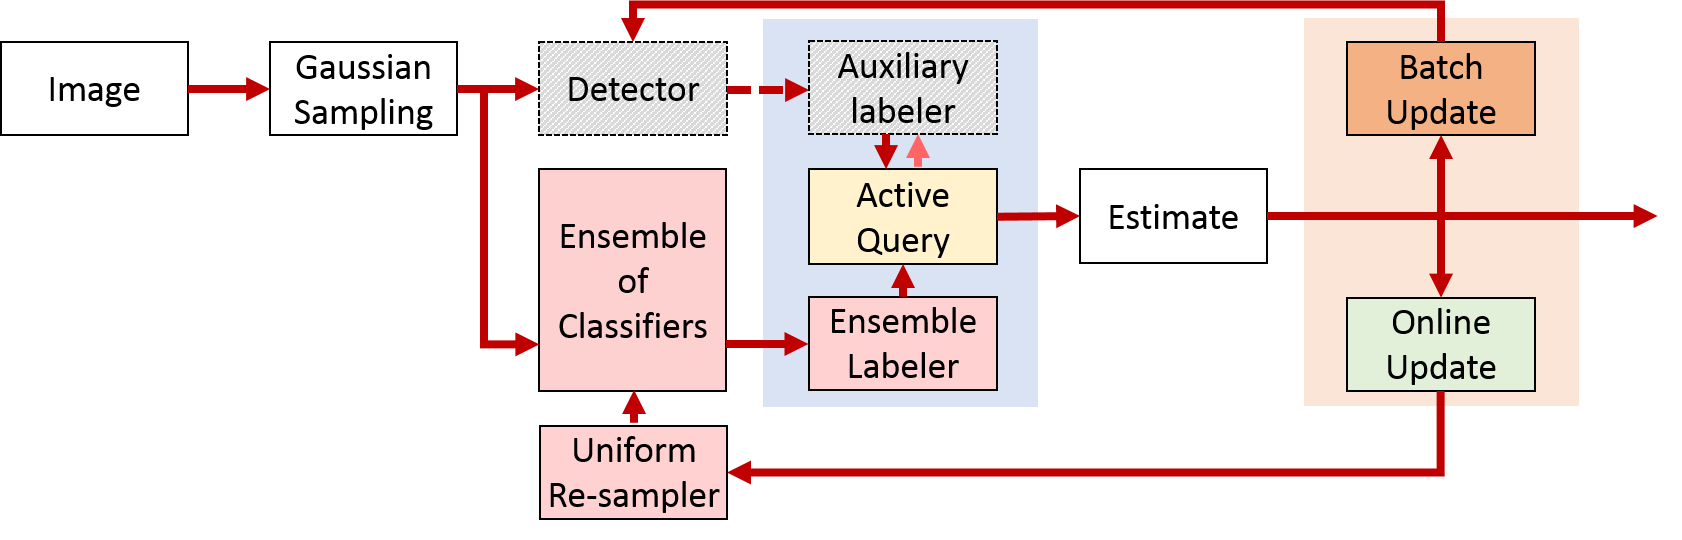 Image
Gaussian
Sampling
Detector
Auxiliary
labeler
Batch
Update
Ensemble
of
Classifiers
Active
Query
Estimate
Ensemble
Labeler
Online
Update
Uniform
Re-sampler